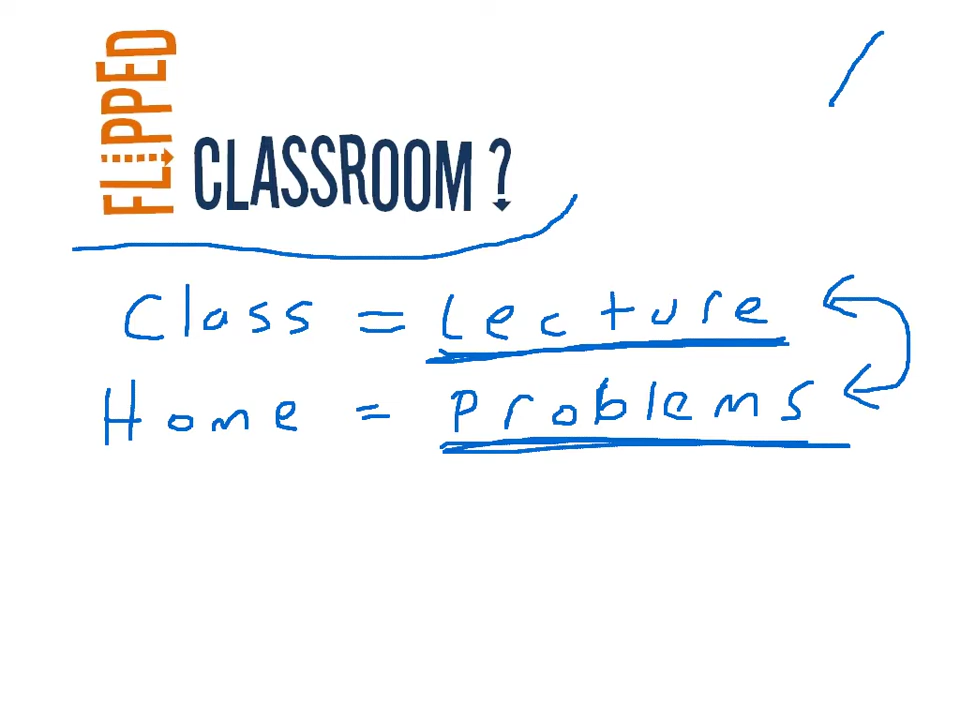 FLIPPED
CLASSROOM?
Class = Lecture
Home = Problems